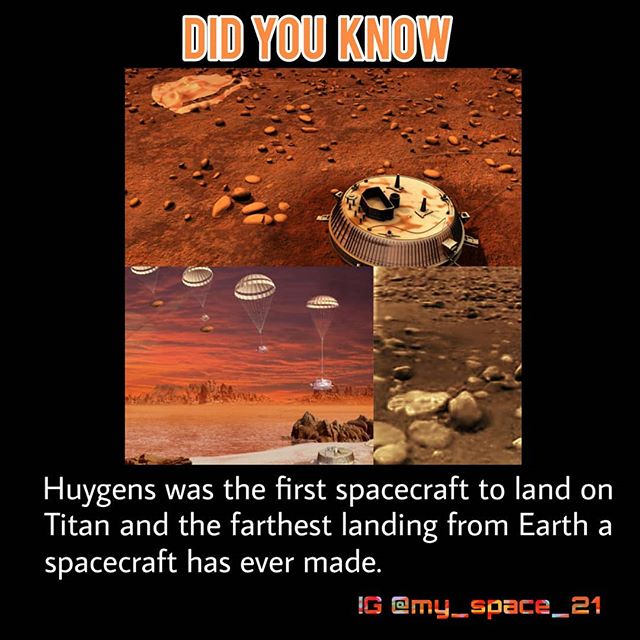 DID YOU KNOW
Huygens was the first spacecraft to land on
Titan and the farthest landing from Earth a
spacecraft has ever made.
IG @my_space_21